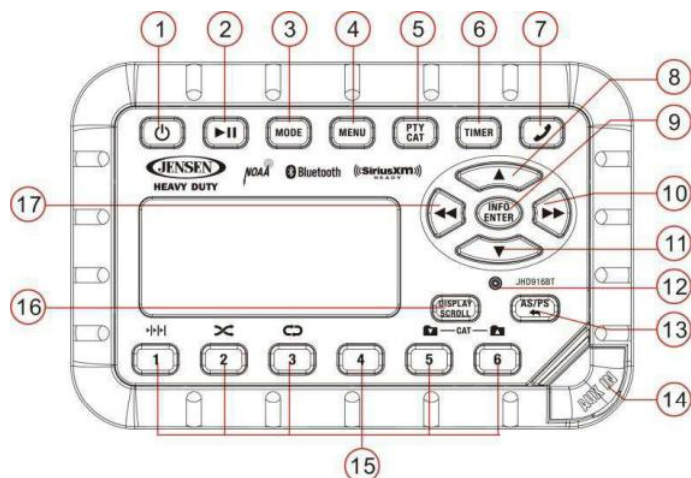 1 2 3 4 5 6 7
8
9
MODE MENU PTY CAT TIMER
JENSEN
HEAVY DUTY
NOAA Bluetooth ((SiriusXM))
READY
INFO
ENTER
17
10
11
12
JHD916BT
16
DISPLAY
SCROLL
AS/PS
13
CAT
1 2 3 4 5 6
AUX IN
14
15